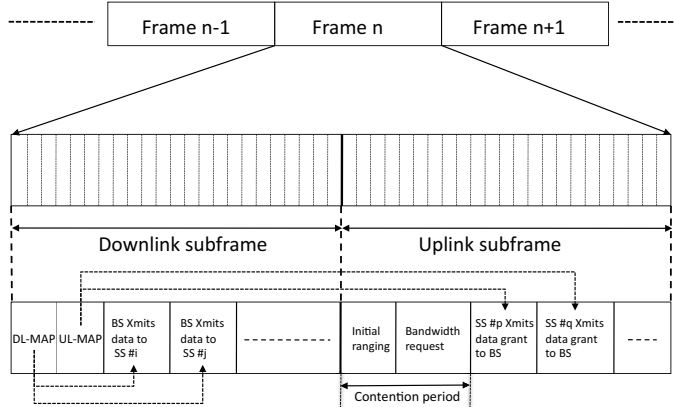 Frame n-1
Frame n
Frame n+1
Downlink subframe
Uplink subframe
DL-MAP
UL-MAP
BS Xmits
data to
SS #i
BS Xmits
data to
SS #j
Initial
ranging
Bandwidth
request
SS #p Xmits
data grant
to BS
SS #q Xmits
data grant
to BS
Contention period